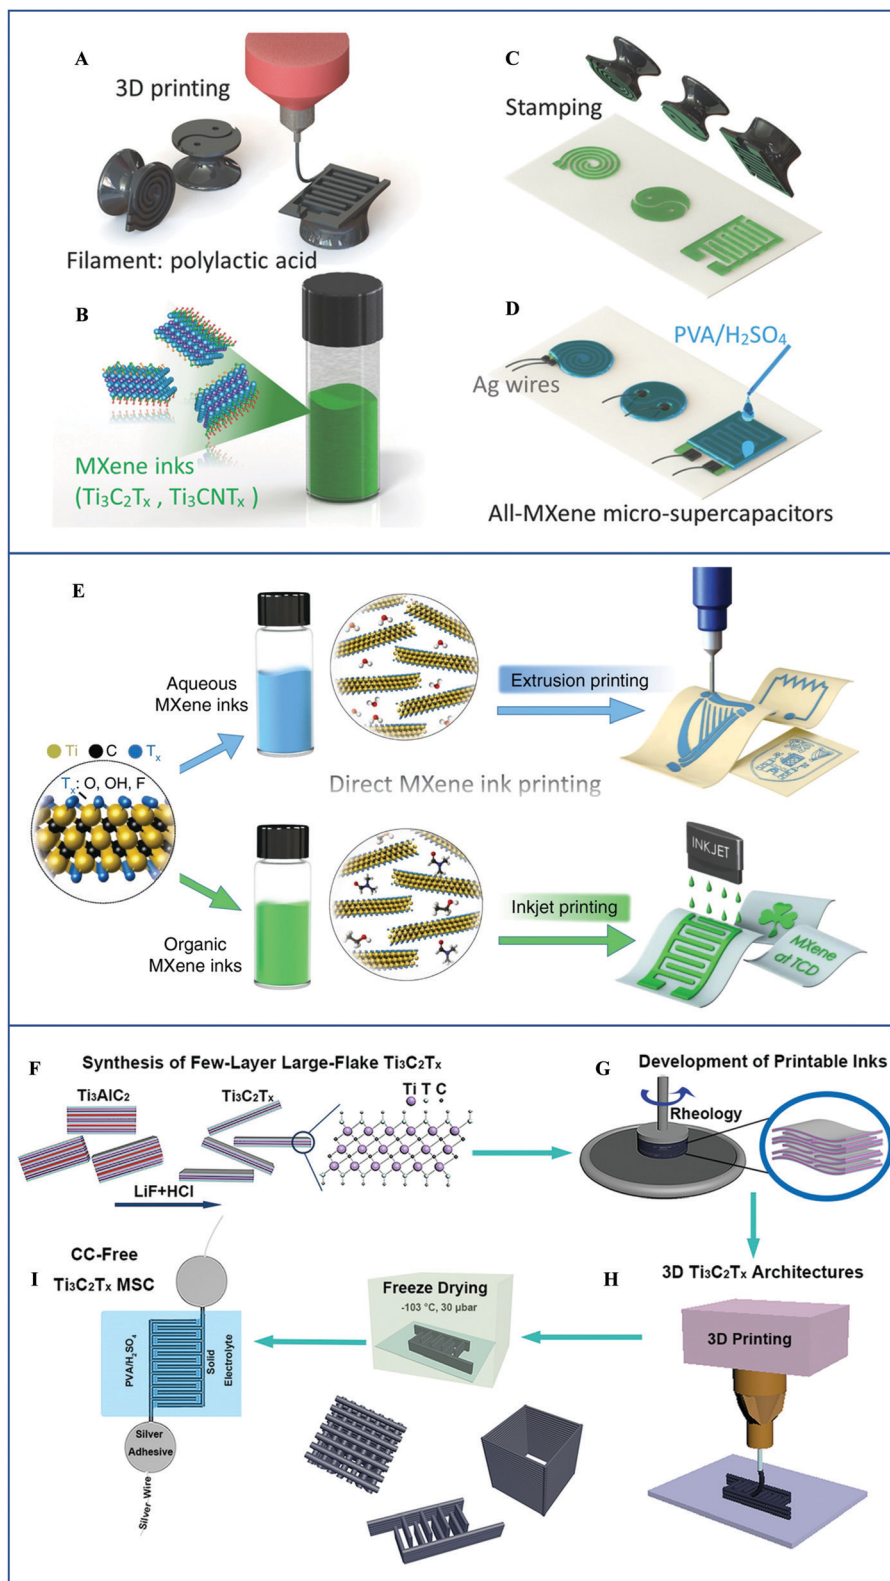 A
3D printing
Filament: polylactic acid
B
MXene inks
(Ti₃C₂Tₓ , Ti₃CNTₓ )
C
Stamping
D
PVA/H₂SO₄
Ag wires
All-MXene micro-supercapacitors
E
Aqueous
MXene inks
Extrusion printing
Ti C Tₓ
Tₓ: O, OH, F
Direct MXene ink printing
INKJET
Organic
MXene inks
Inkjet printing
MXene
at TCD
F
Synthesis of Few-Layer Large-Flake Ti₃C₂Tₓ
Ti₃AlC₂
Ti₃C₂Tₓ
Ti T C
LiF+HCl
G
Development of Printable Inks
Rheology
H
3D Ti₃C₂Tₓ Architectures
3D Printing
Freeze Drying
-103 °C, 30 µbar
I
CC-Free
Ti₃C₂Tₓ MSC
PVA/H₂SO₄
Solid
Electrolyte
Silver
Adhesive
Silver Wire